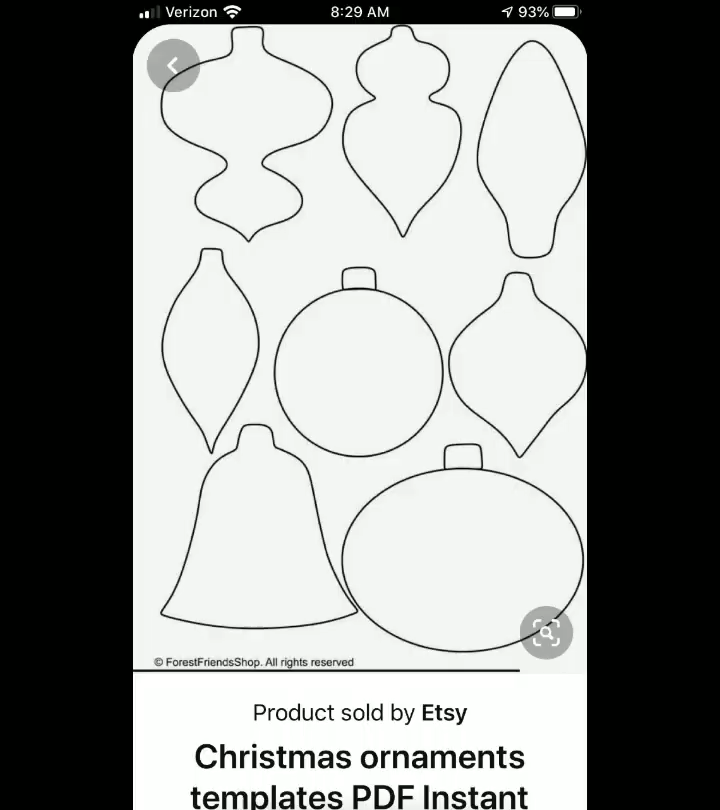 Verizon 8:29 AM 93%
© ForestFriendsShop. All rights reserved
Product sold by Etsy
Christmas ornaments
templates PDF Instant